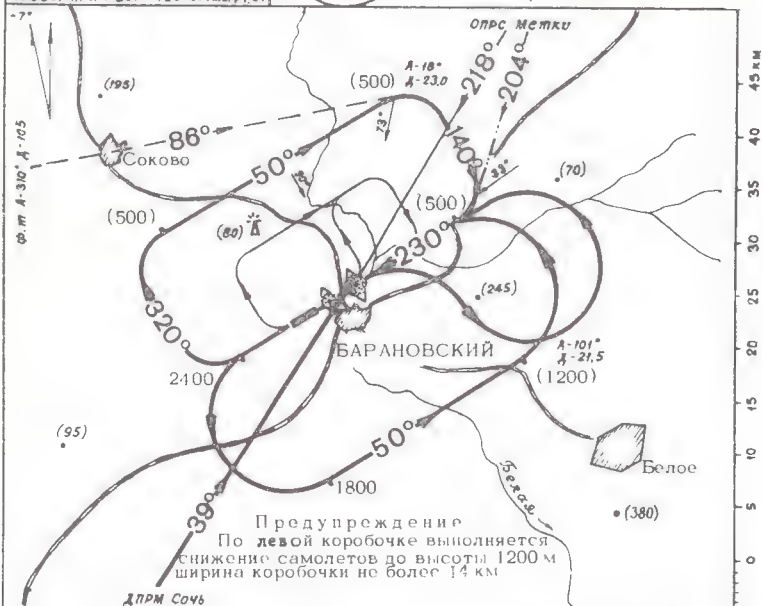 -7°
(195)
Соково
ф.т А-310° Д-105
86°
50°
(500)
А-18°
Д-23,0
73°
ОПРС Метки
218°
204°
140°
33°
(70)
(500)
(500)
(80)
230°
(245)
320°
БАРАНОВСКИЙ
А-101°
Д-21,5
(1200)
2400
(95)
50°
1800
39°
Белая
Белое
(380)
Предупреждение
По левой коробочке выполняется
снижение самолетов до высоты 1200 м
ширина коробочки не более 14 км
ДПРМ Сочь
45 км
40
35
30
25
20
15
10
5
0